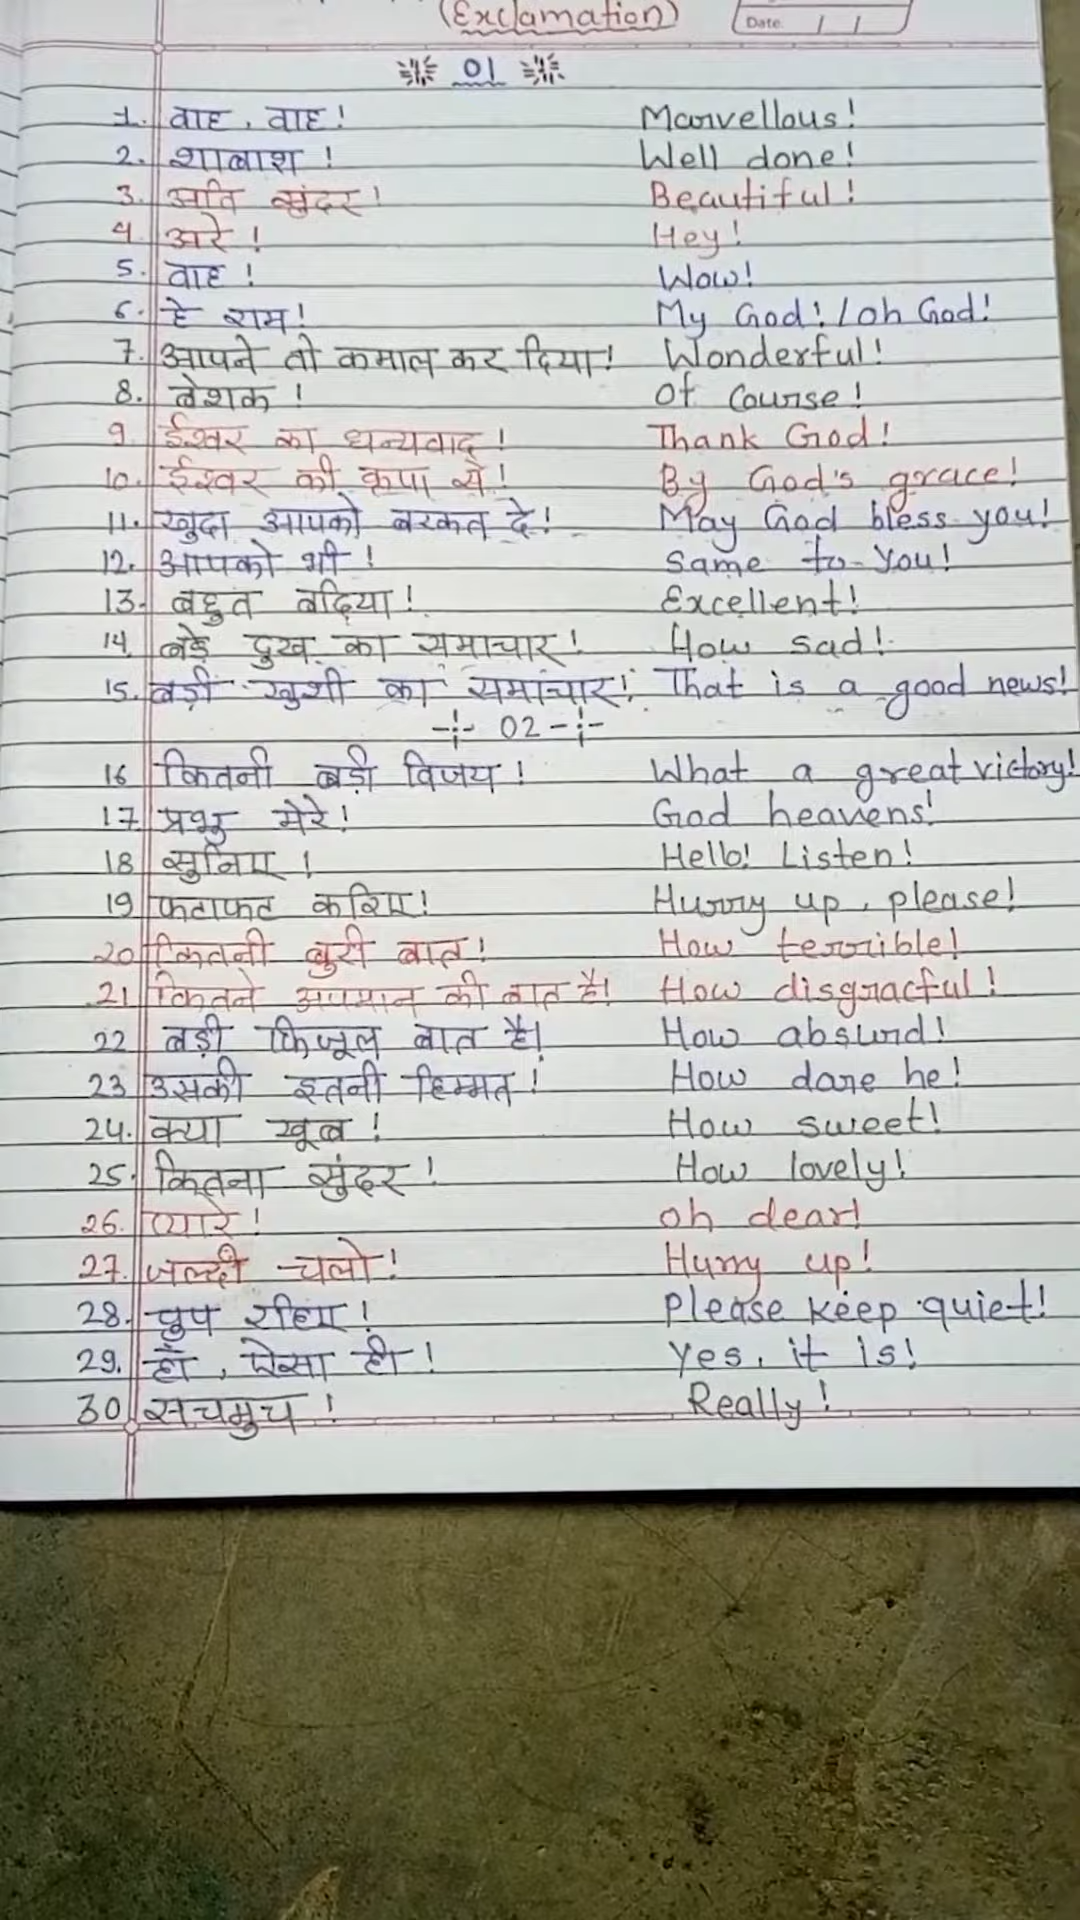 (Exclamation)
Date / /
01
1. वाह, वाह! Marvellous!
2. शाबाश! Well done!
3. अति सुंदर! Beautiful!
4. अरे! Hey!
5. वाह! Wow!
6. हे राम! My God! / Oh God!
7. आपने तो कमाल कर दिया! Wonderful!
8. बेशक! Of Course!
9. ईश्वर का धन्यवाद! Thank God!
10. ईश्वर की कृपा से! By God's grace!
11. खुदा आपको बरकत दे! May God bless you!
12. आपको भी! Same to You!
13. बहुत बढ़िया! Excellent!
14. बड़े दुख का समाचार! How sad!
15. बड़ी खुशी का समाचार! That is a good news!
02
16 कितनी बड़ी विजय! What a great victory!
17 प्रभु मेरे! God heavens!
18 सुनिए! Hello! Listen!
19 फटाफट करिए! Hurry up, please!
20 कितनी बुरी बात! How terrible!
21 कितने अपमान की बात है। How disgracful!
22 बड़ी फिजूल बात है। How absurd!
23 उसकी इतनी हिम्मत! How dare he!
24. क्या खूब! How sweet!
25. कितना सुंदर! How lovely!
26. प्यारे! Oh dear!
27. जल्दी चलो! Hurry up!
28. चुप रहिए! Please keep quiet!
29. हाँ, ऐसा ही! Yes, it is!
30 सचमुच! Really!